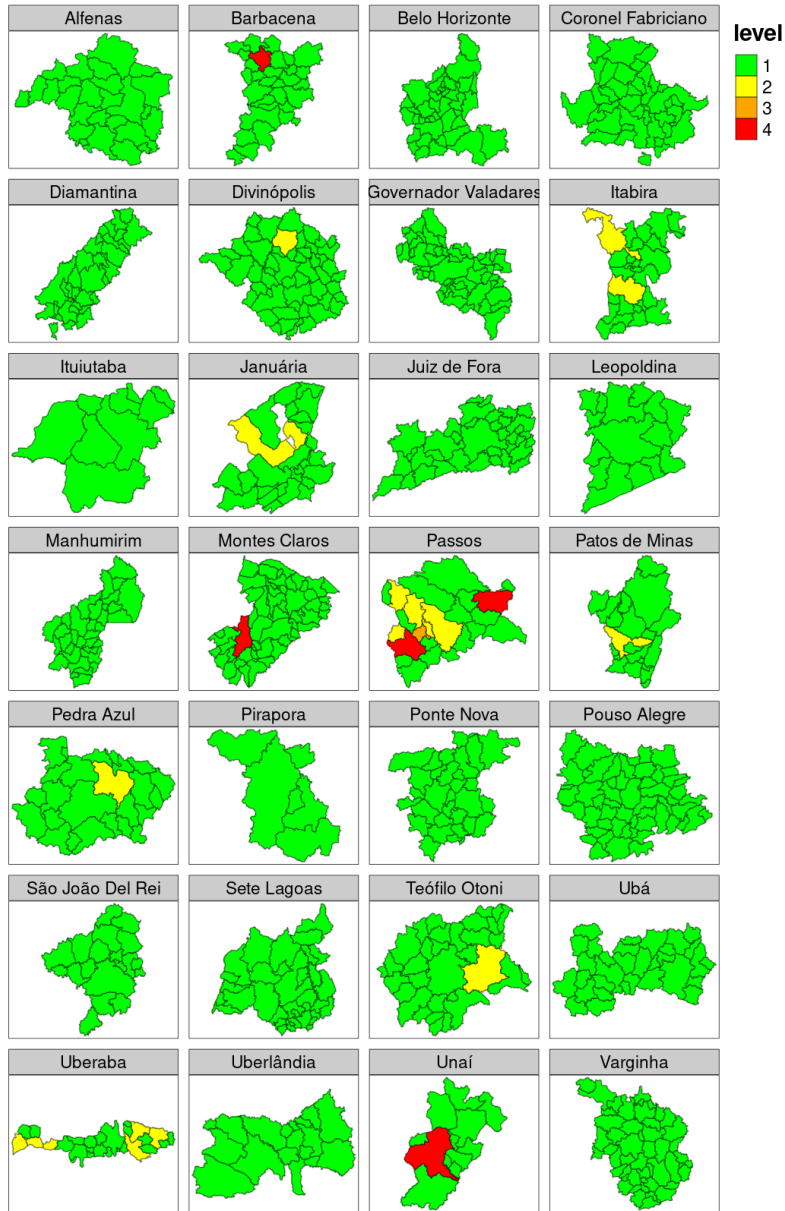 Alfenas
Barbacena
Belo Horizonte
Coronel Fabriciano
level
1
2
3
4
Diamantina
Divinópolis
Governador Valadares
Itabira
Ituiutaba
Januária
Juiz de Fora
Leopoldina
Manhumirim
Montes Claros
Passos
Patos de Minas
Pedra Azul
Pirapora
Ponte Nova
Pouso Alegre
São João Del Rei
Sete Lagoas
Teófilo Otoni
Ubá
Uberaba
Uberlândia
Unaí
Varginha